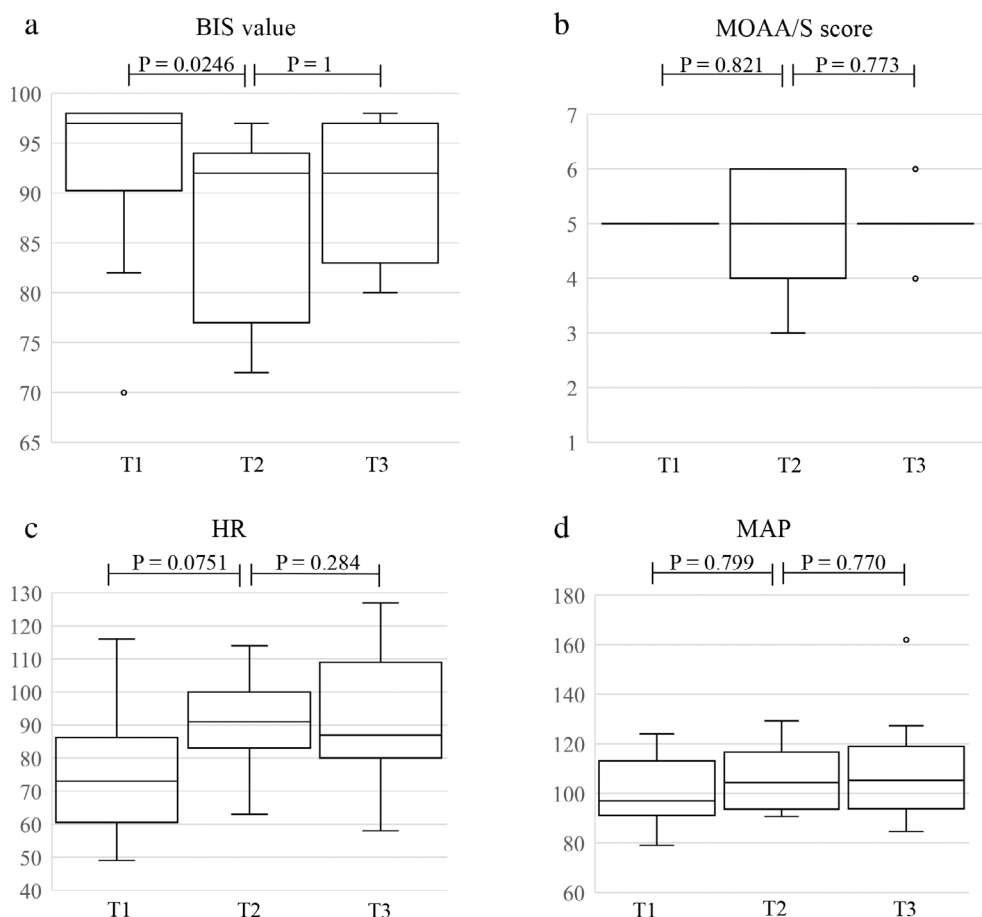 a
BIS value
P = 0.0246
P = 1
100
95
90
85
80
75
70
65
T1
T2
T3
b
MOAA/S score
P = 0.821
P = 0.773
7
6
5
4
3
2
1
T1
T2
T3
c
HR
P = 0.0751
P = 0.284
130
120
110
100
90
80
70
60
50
40
T1
T2
T3
d
MAP
P = 0.799
P = 0.770
180
160
140
120
100
80
60
T1
T2
T3